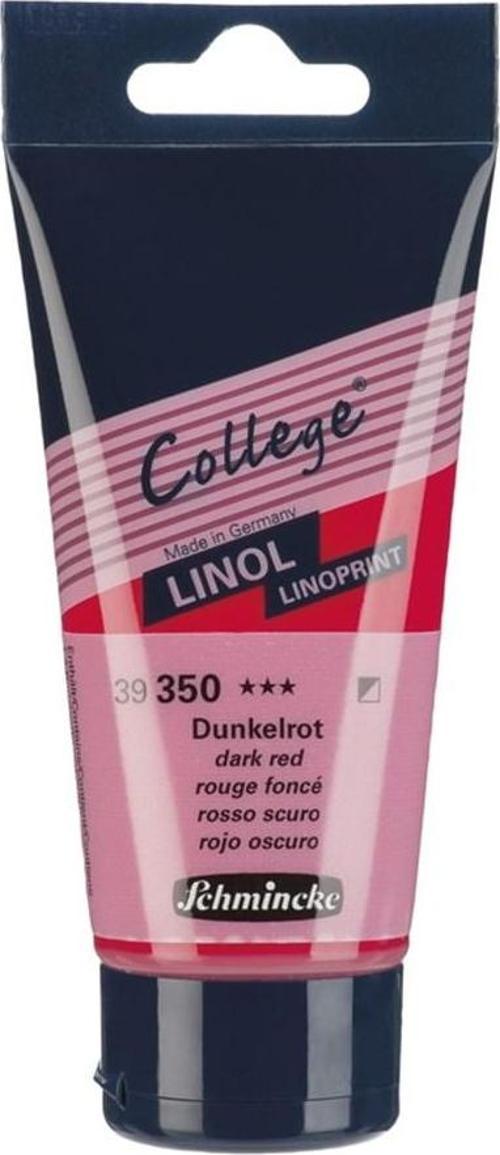 College®
Made in Germany
LINOL
LINOPRINT
39 350 ★★★
Dunkelrot
dark red
rouge foncé
rosso scuro
rojo oscuro
Schmincke